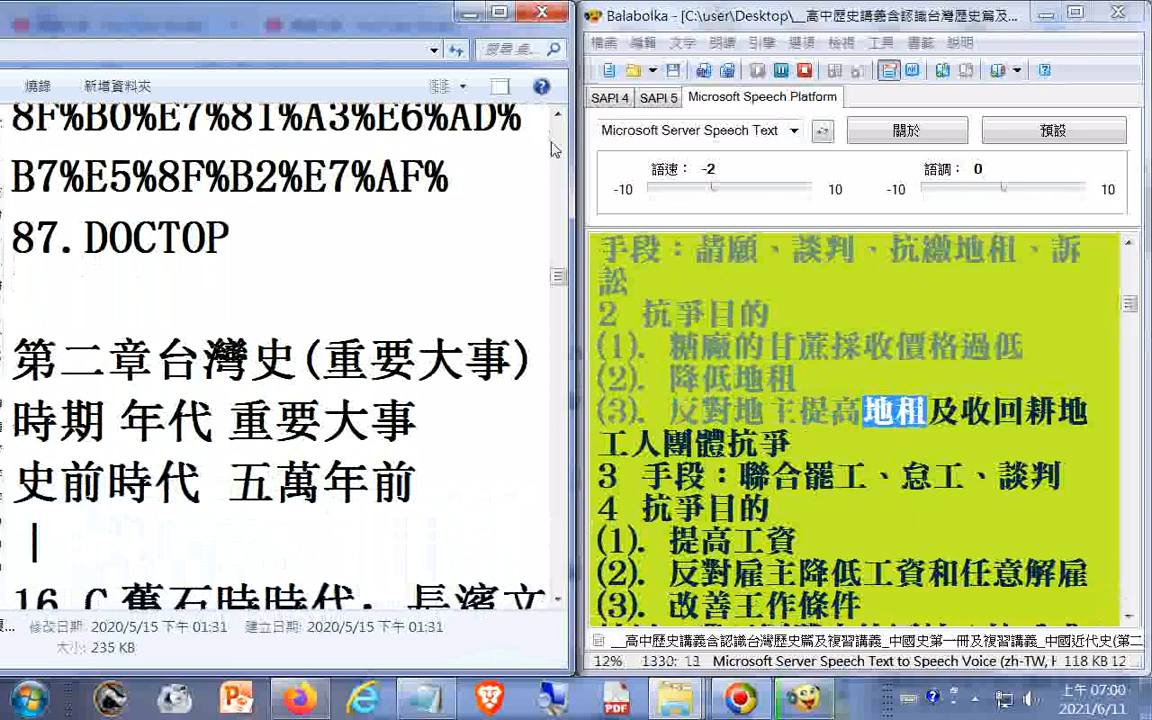 搜尋 桌...
燒錄 新增資料夾
8F%B0%E7%81%A3%E6%AD%
B7%E5%8F%B2%E7%AF%
87.DOCTOP
第二章台灣史(重要大事)
時期 年代 重要大事
史前時代 五萬年前
16 C 舊石時時代: 長濱文
修改日期: 2020/5/15 下午 01:31 建立日期: 2020/5/15 下午 01:31
大小: 235 KB
Balabolka - [C:\user\Desktop\__高中歷史講義含認識台灣歷史篇及...
檔案 編輯 文字 朗讀 引擎 選項 檢視 工具 書籤 說明
SAPI 4 SAPI 5 Microsoft Speech Platform
Microsoft Server Speech Text 關於 預設
語速: -2 語調: 0
-10 10 -10 10
手段:請願、談判、抗繳地租、訴
訟
2 抗爭目的
(1). 糖廠的甘蔗採收價格過低
(2). 降低地租
(3). 反對地主提高地租及收回耕地
工人團體抗爭
3 手段:聯合罷工、怠工、談判
4 抗爭目的
(1). 提高工資
(2). 反對雇主降低工資和任意解雇
(3). 改善工作條件
__高中歷史講義含認識台灣歷史篇及複習講義_中國史第一冊及複習講義_中國近代史(第二
12% 1330: 11 Microsoft Server Speech Text to Speech Voice (zh-TW, H 118 KB 12
上午 07:00
2021/6/11